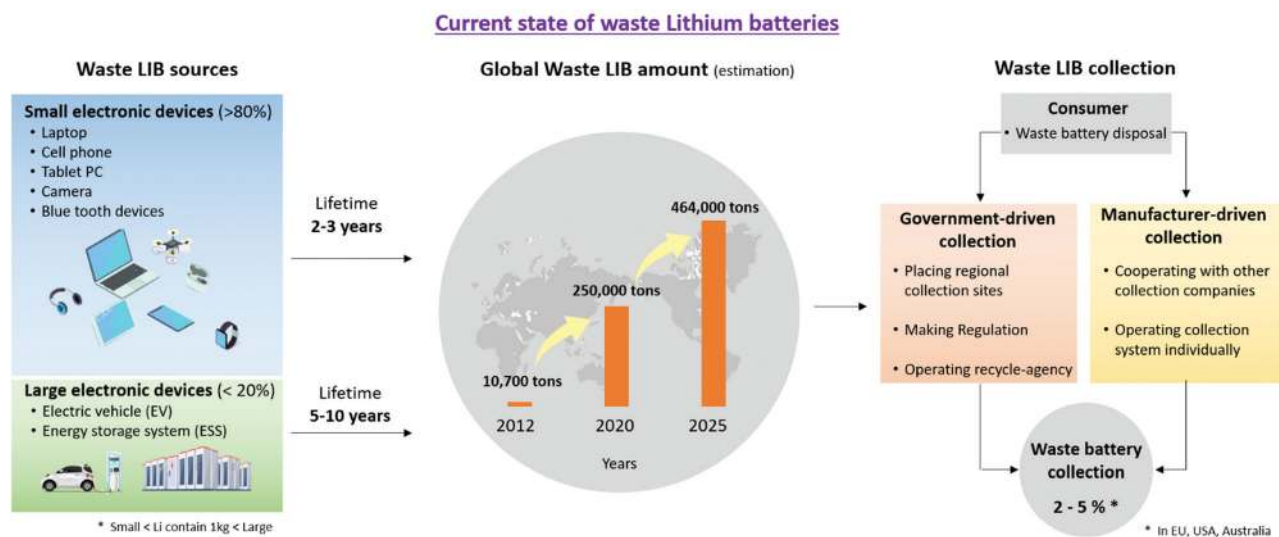 Current state of waste Lithium batteries
Waste LIB sources
Small electronic devices (>80%)
• Laptop
• Cell phone
• Tablet PC
• Camera
• Blue tooth devices
Large electronic devices (< 20%)
• Electric vehicle (EV)
• Energy storage system (ESS)
* Small < Li contain 1kg < Large
Lifetime
2-3 years
Lifetime
5-10 years
Global Waste LIB amount (estimation)
10,700 tons
250,000 tons
464,000 tons
2012
2020
2025
Years
Waste LIB collection
Consumer
• Waste battery disposal
Government-driven
collection
• Placing regional
collection sites
• Making Regulation
• Operating recycle-agency
Manufacturer-driven
collection
• Cooperating with other
collection companies
• Operating collection
system individually
Waste battery
collection
2 - 5 % *
* In EU, USA, Australia